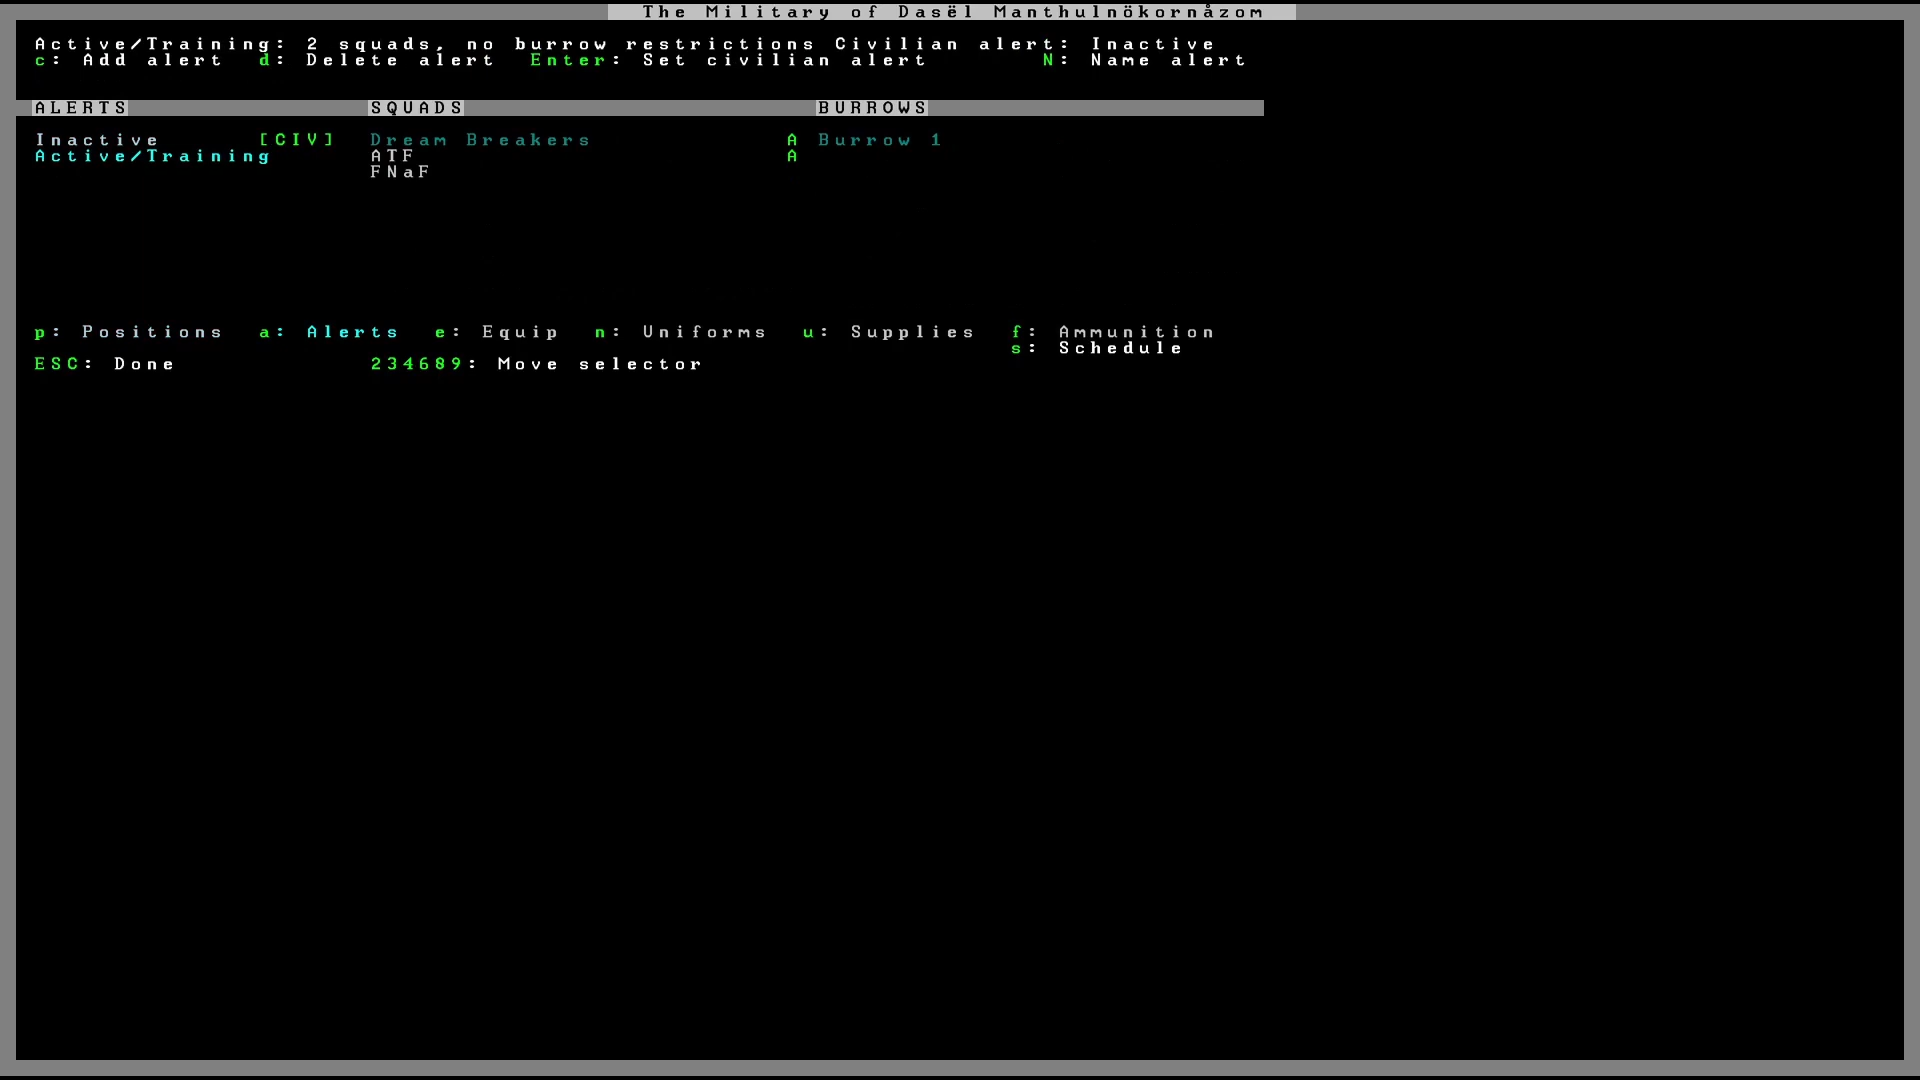 The Military of Dasël Manthulnökornåzom
Active/Training: 2 squads, no burrow restrictions Civilian alert: Inactive
c: Add alert d: Delete alert Enter: Set civilian alert N: Name alert
ALERTS SQUADS BURROWS
Inactive [CIV] Dream Breakers A Burrow 1
Active/Training ATF A
FNaF
p: Positions a: Alerts e: Equip n: Uniforms u: Supplies f: Ammunition
s: Schedule
ESC: Done 234689: Move selector